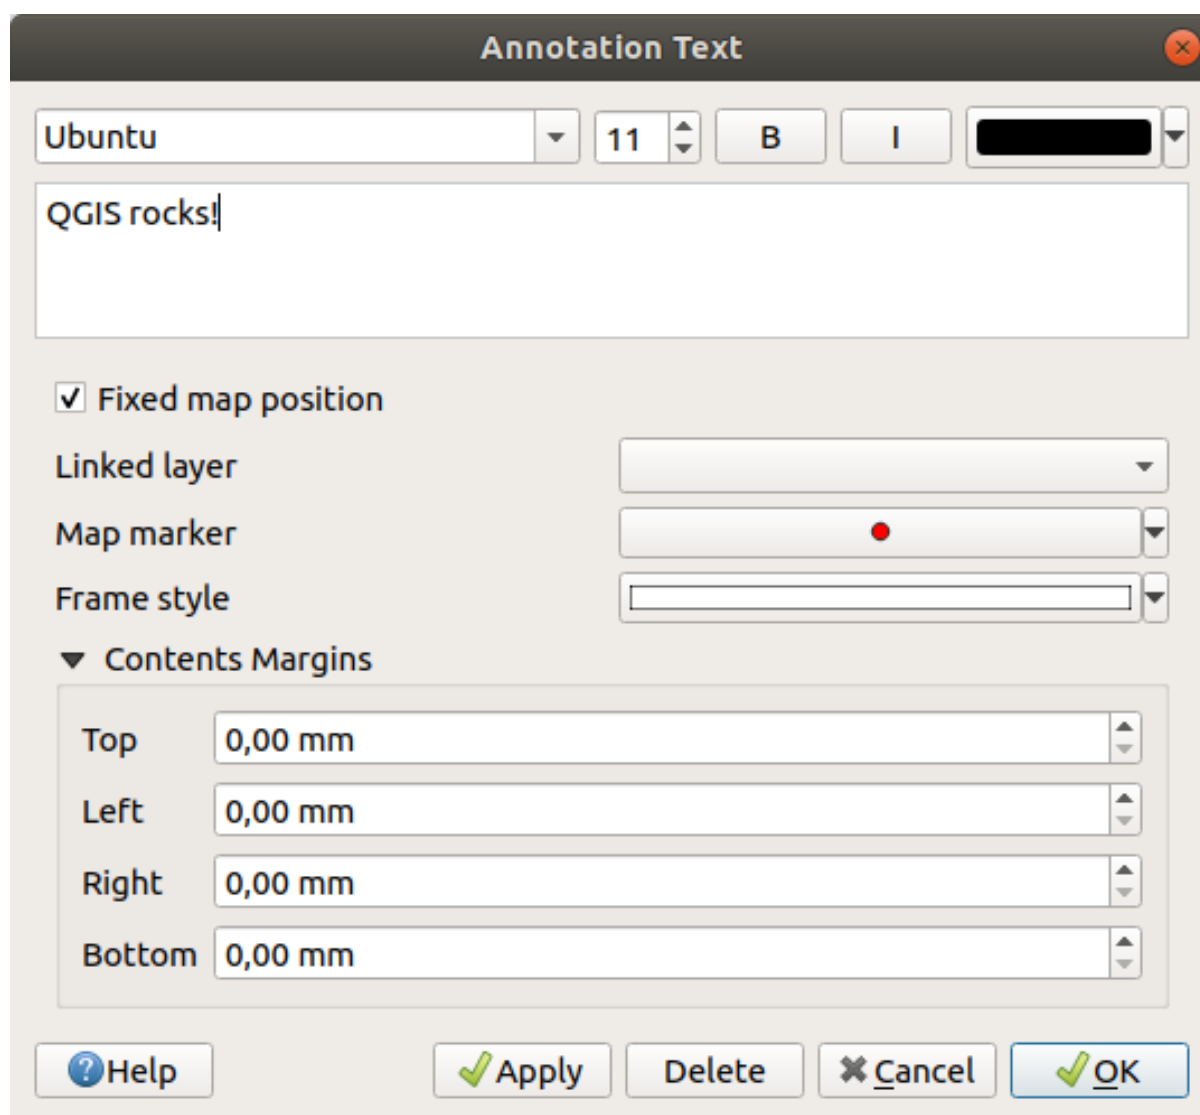 Annotation Text
Ubuntu 11 B I
QGIS rocks!
Fixed map position
Linked layer
Map marker
Frame style
Contents Margins
Top 0,00 mm
Left 0,00 mm
Right 0,00 mm
Bottom 0,00 mm
Help Apply Delete Cancel OK